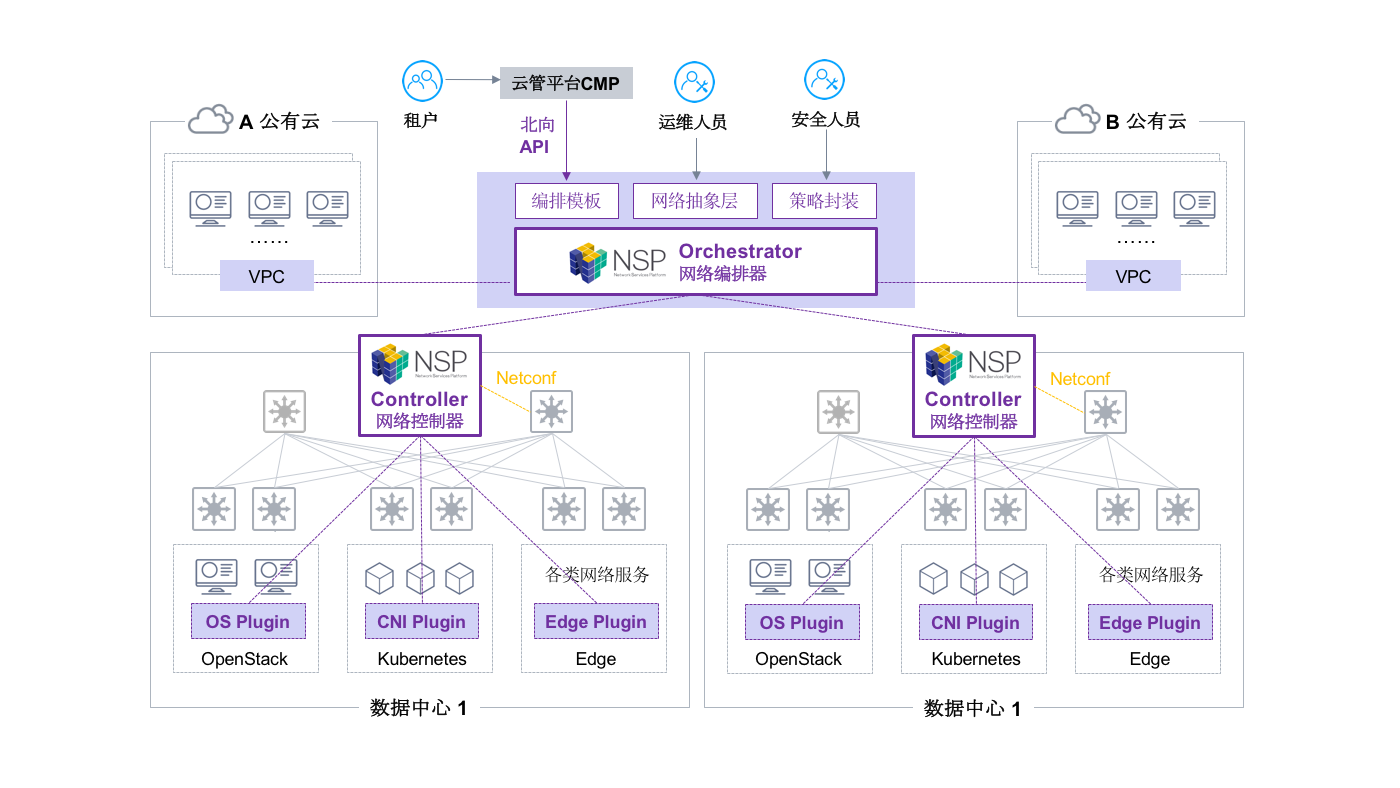 云管平台CMP
租户
北向
API
运维人员
安全人员
A 公有云
B 公有云
编排模板
网络抽象层
策略封装
NSP
Network Services Platform
Orchestrator
网络编排器
......
VPC
......
VPC
NSP
Network Services Platform
Controller
网络控制器
Netconf
各类网络服务
OS Plugin
CNI Plugin
Edge Plugin
OpenStack
Kubernetes
Edge
数据中心 1
NSP
Network Services Platform
Controller
网络控制器
Netconf
各类网络服务
OS Plugin
CNI Plugin
Edge Plugin
OpenStack
Kubernetes
Edge
数据中心 1